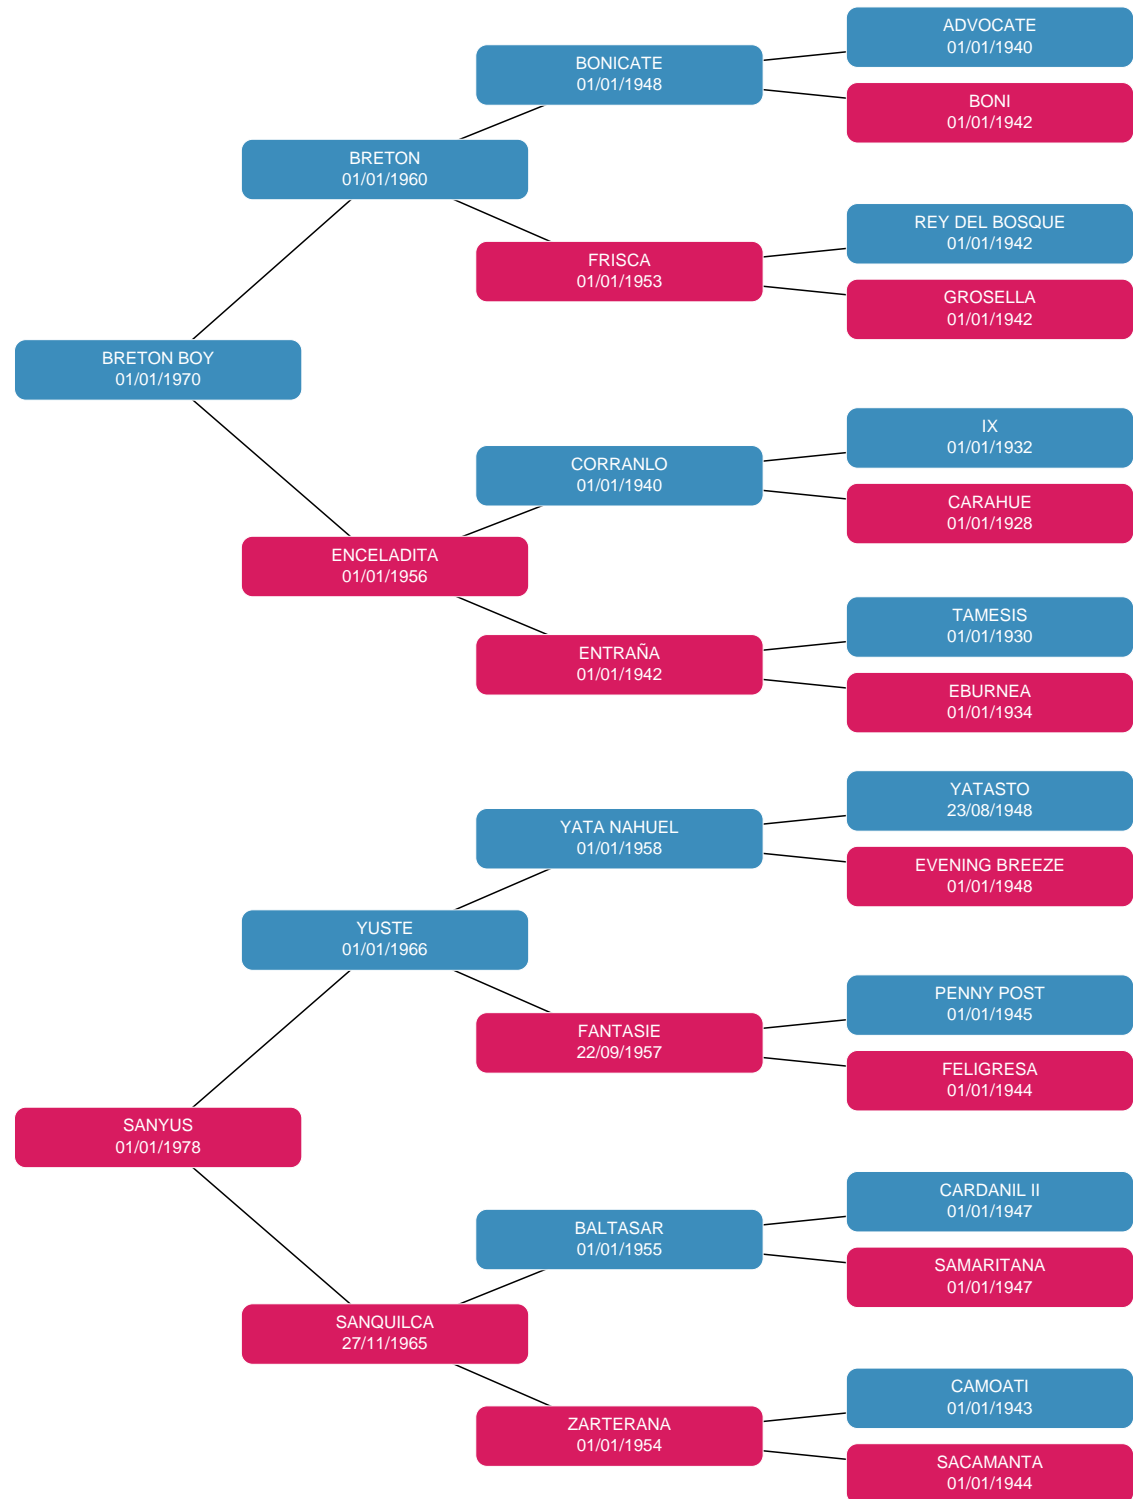 ADVOCATE
01/01/1940
BONICATE
01/01/1948
BONI
01/01/1942
BRETON
01/01/1960
REY DEL BOSQUE
01/01/1942
FRISCA
01/01/1953
GROSELLA
01/01/1942
BRETON BOY
01/01/1970
IX
01/01/1932
CORRANLO
01/01/1940
CARAHUE
01/01/1928
ENCELADITA
01/01/1956
TAMESIS
01/01/1930
ENTRAÑA
01/01/1942
EBURNEA
01/01/1934
YATASTO
23/08/1948
YATA NAHUEL
01/01/1958
EVENING BREEZE
01/01/1948
YUSTE
01/01/1966
PENNY POST
01/01/1945
FANTASIE
22/09/1957
FELIGRESA
01/01/1944
SANYUS
01/01/1978
CARDANIL II
01/01/1947
BALTASAR
01/01/1955
SAMARITANA
01/01/1947
SANQUILCA
27/11/1965
CAMOATI
01/01/1943
ZARTERANA
01/01/1954
SACAMANTA
01/01/1944